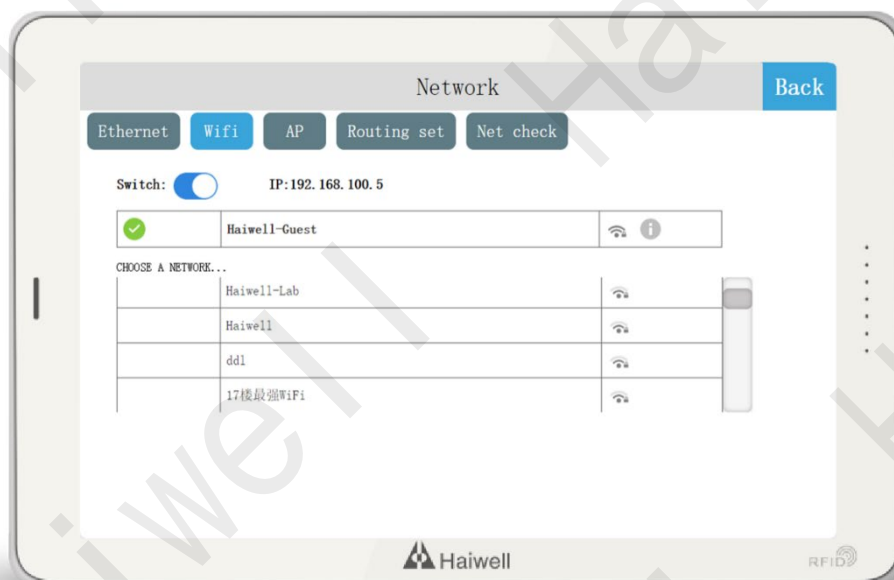 Network
Back
Ethernet Wifi AP Routing set Net check
Switch: IP:192.168.100.5
Haiwell-Guest
CHOOSE A NETWORK...
Haiwell-Lab
Haiwell
ddl
17楼最强WiFi
Haiwell
RFID